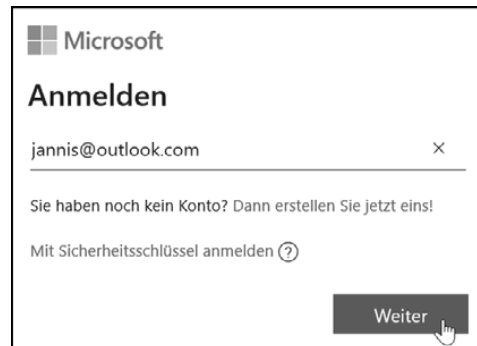 Microsoft
Anmelden
jannis@outlook.com
Sie haben noch kein Konto? Dann erstellen Sie jetzt eins!
Mit Sicherheitsschlüssel anmelden ?
Weiter